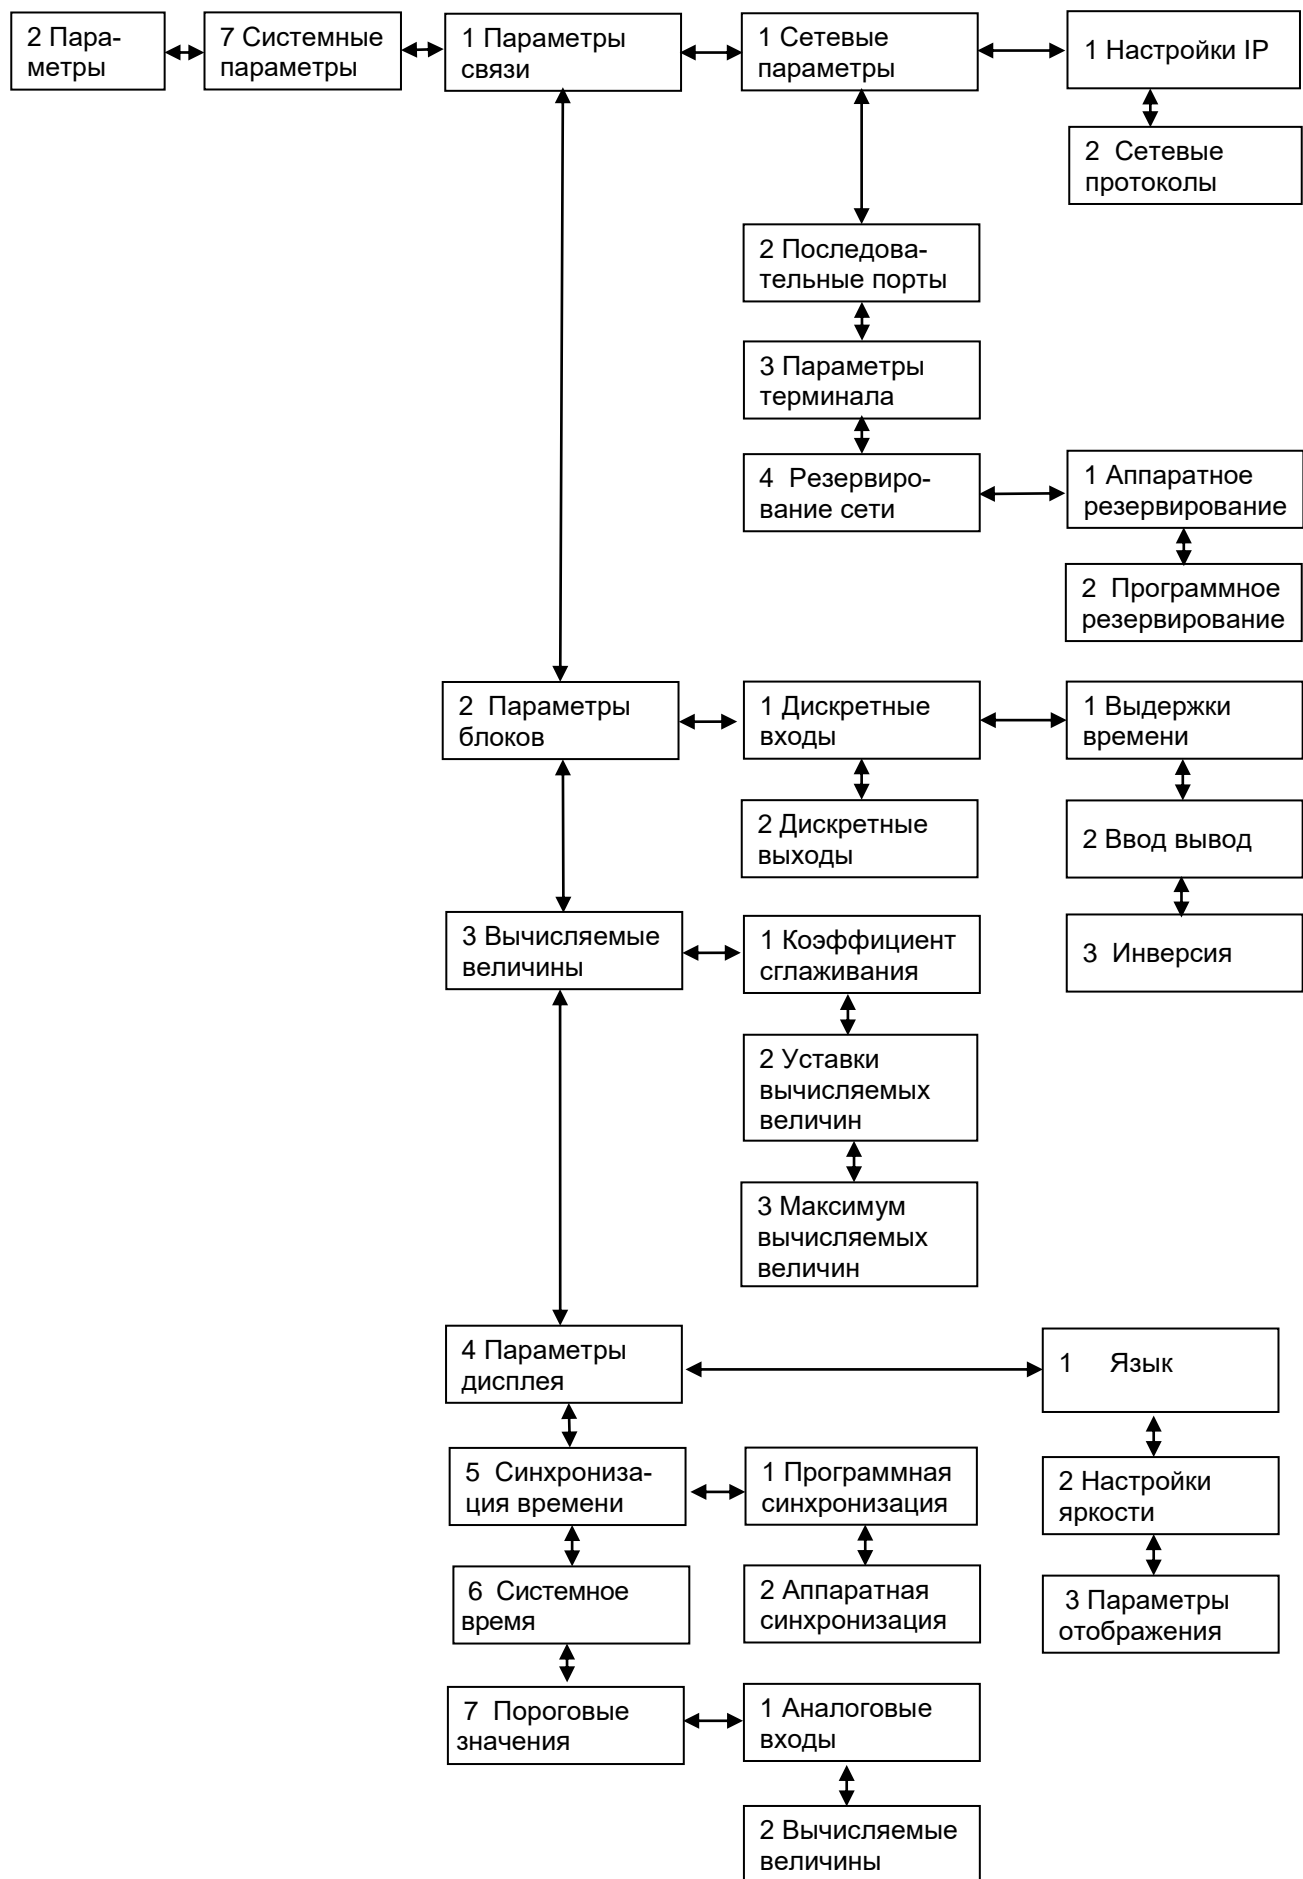 2 Пара-
метры
7 Системные
параметры
1 Параметры
связи
1 Сетевые
параметры
1 Настройки IP
2 Сетевые
протоколы
2 Последова-
тельные порты
3 Параметры
терминала
4 Резервиро-
вание сети
1 Аппаратное
резервирование
2 Программное
резервирование
2 Параметры
блоков
1 Дискретные
входы
1 Выдержки
времени
2 Дискретные
выходы
2 Ввод вывод
3 Инверсия
3 Вычисляемые
величины
1 Коэффициент
сглаживания
2 Уставки
вычисляемых
величин
3 Максимум
вычисляемых
величин
4 Параметры
дисплея
1 Язык
2 Настройки
яркости
3 Параметры
отображения
5 Синхрониза-
ция времени
1 Программная
синхронизация
2 Аппаратная
синхронизация
6 Системное
время
7 Пороговые
значения
1 Аналоговые
входы
2 Вычисляемые
величины